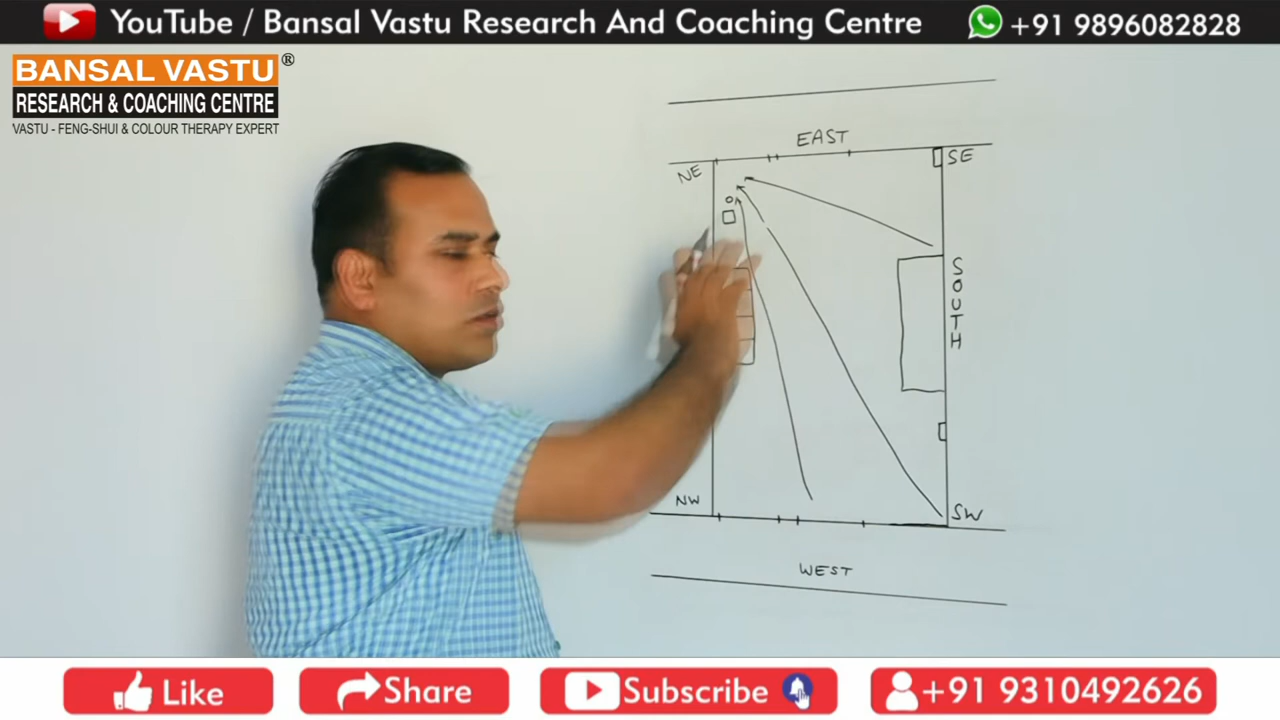 YouTube / Bansal Vastu Research And Coaching Centre
+91 9896082828
BANSAL VASTU ®
RESEARCH & COACHING CENTRE
VASTU - FENG-SHUI & COLOUR THERAPY EXPERT
EAST
NE
SE
SOUTH
NW
SW
WEST
Like
Share
Subscribe
+91 9310492626